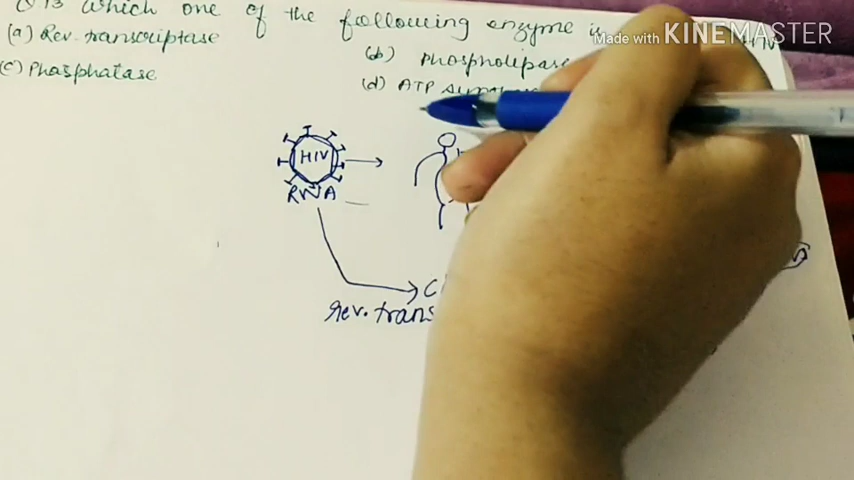 Q 13 Which one of the following enzyme is
(a) Rev. transcriptase
(b) Phospholipase
(c) Phosphatase
(d) ATP
Made with KINEMASTER
HIV
RNA
rev. trans